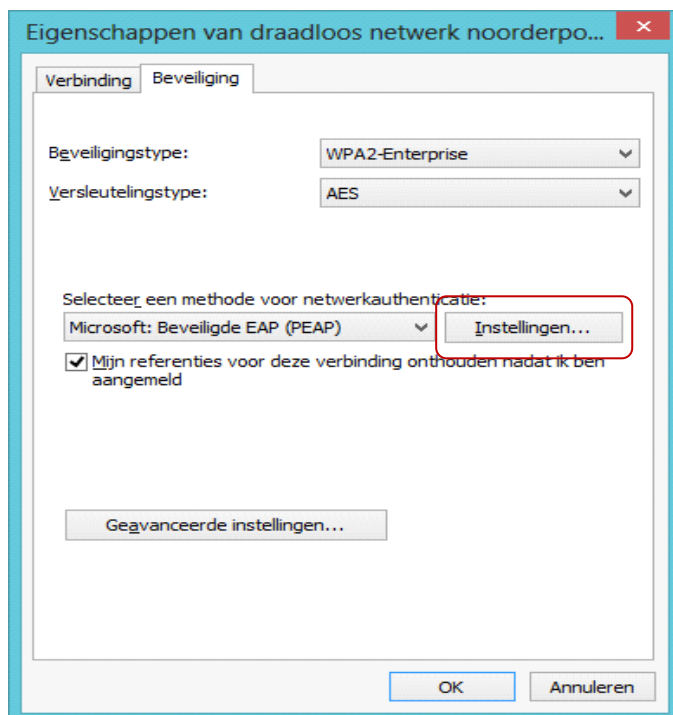 Eigenschappen van draadloos netwerk noorderpo...
Verbinding
Beveiliging
Beveiligingstype:
WPA2-Enterprise
Versleutelingstype:
AES
Selecteer een methode voor netwerkauthenticatie:
Microsoft: Beveiligde EAP (PEAP)
Instellingen...
Mijn referenties voor deze verbinding onthouden nadat ik ben
aangemeld
Geavanceerde instellingen...
OK
Annuleren